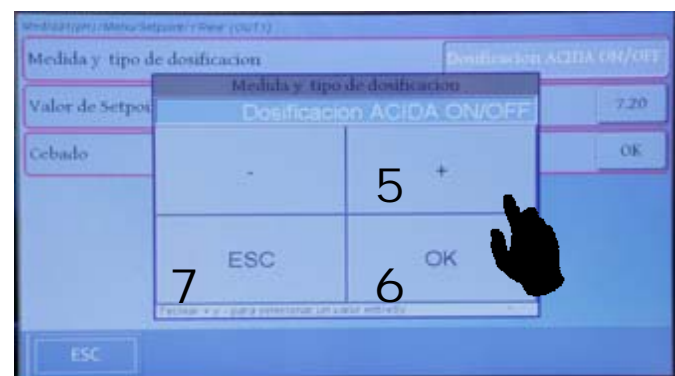 Medida y tipo de dosificacion
Dosificacion ACIDA ON/OFF
Medida y tipo de dosificacion
Valor de Setpo
Dosificacion ACIDA ON/OFF
7.20
Cebado
-
5
+
OK
7
ESC
6
OK
ESC